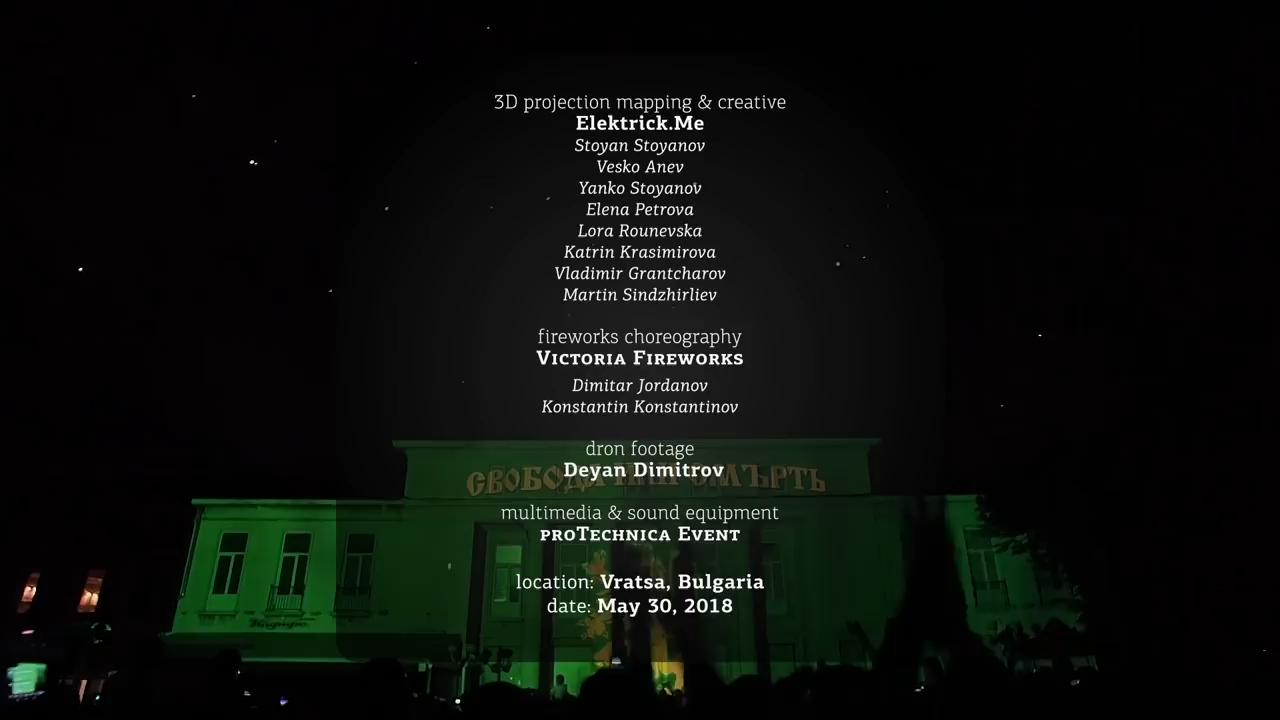 3D projection mapping & creative
Elektrick.Me
Stoyan Stoyanov
Vesko Anev
Yanko Stoyanov
Elena Petrova
Lora Rounevska
Katrin Krasimirova
Vladimir Grantcharov
Martin Sindzhirliev
fireworks choreography
Victoria Fireworks
Dimitar Jordanov
Konstantin Konstantinov
dron footage
Deyan Dimitrov
multimedia & sound equipment
proTechnica Event
location: Vratsa, Bulgaria
date: May 30, 2018